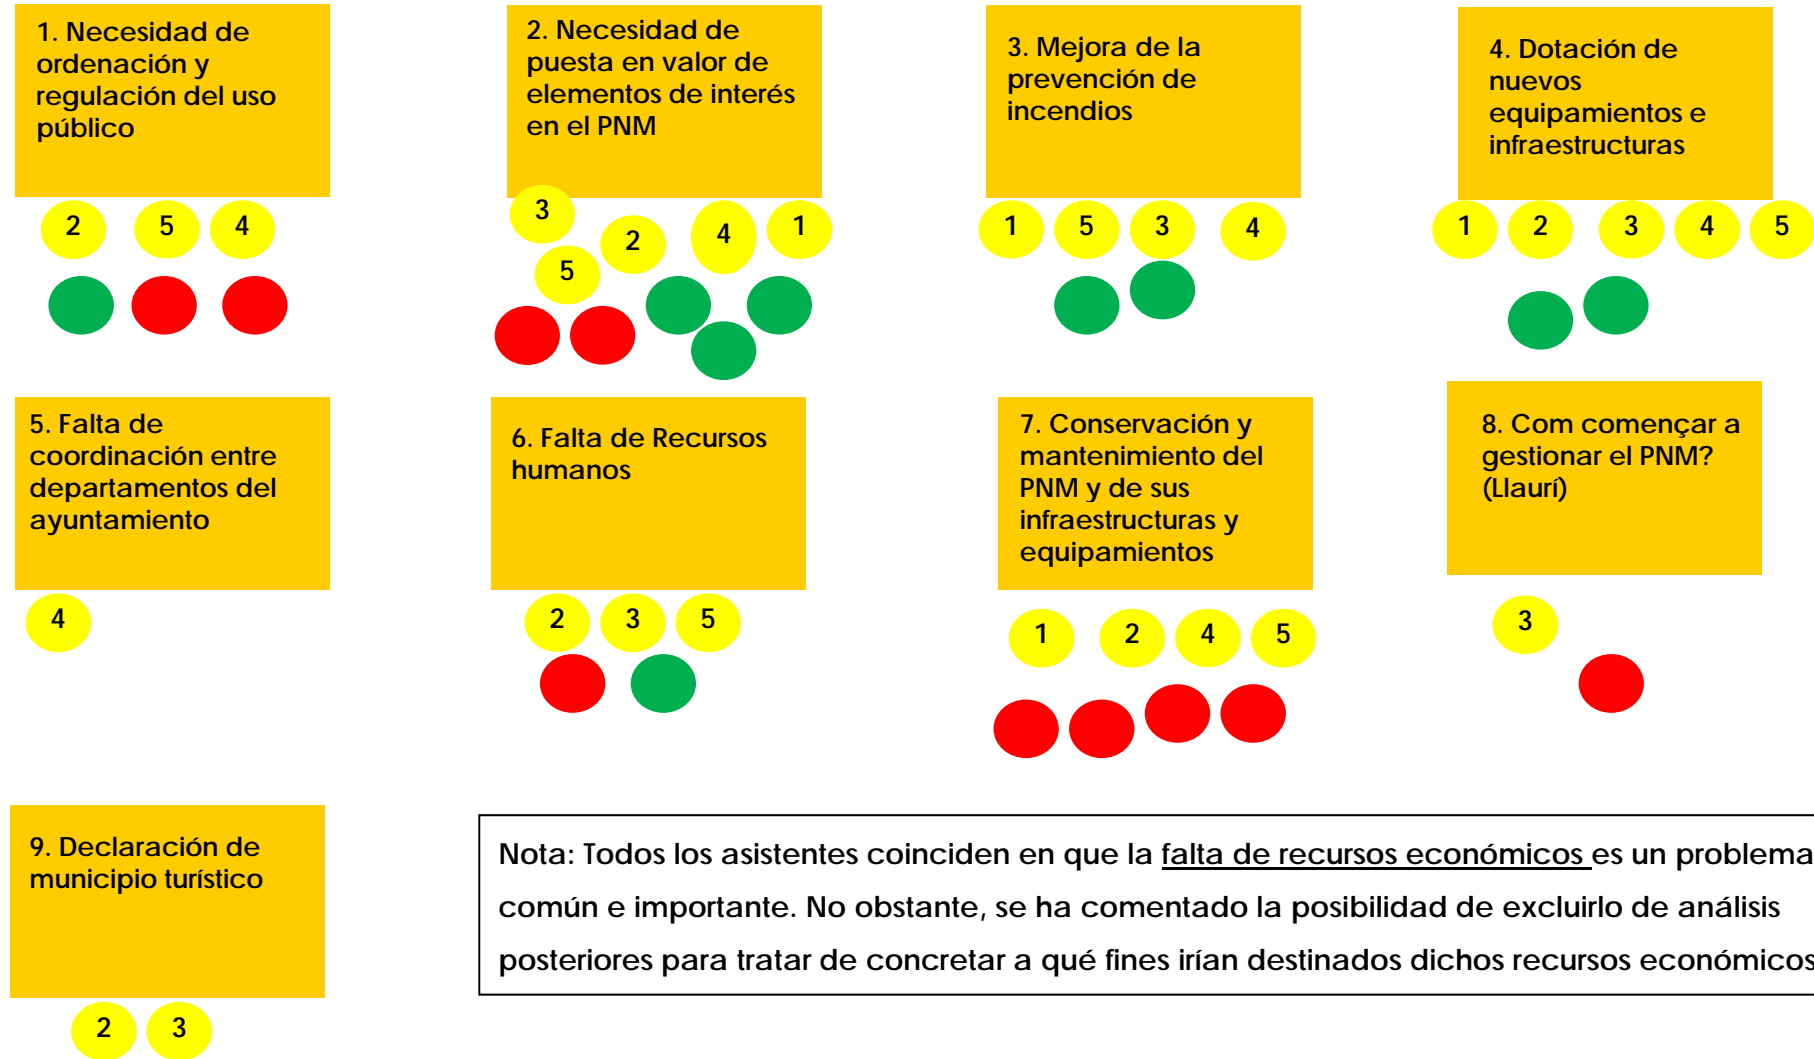 1. Necesidad de
ordenación y
regulación del uso
público
2 5 4
2. Necesidad de
puesta en valor de
elementos de interés
en el PNM
3 2 4 1
5
3. Mejora de la
prevención de
incendios
1 5 3 4
4. Dotación de
nuevos
equipamientos e
infraestructuras
1 2 3 4 5
5. Falta de
coordinación entre
departamentos del
ayuntamiento
4
6. Falta de Recursos
humanos
2 3 5
7. Conservación y
mantenimiento del
PNM y de sus
infraestructuras y
equipamientos
1 2 4 5
8. Com començar a
gestionar el PNM?
(Llaurí)
3
9. Declaración de
municipio turístico
2 3
Nota: Todos los asistentes coinciden en que la falta de recursos económicos es un problema
común e importante. No obstante, se ha comentado la posibilidad de excluirlo de análisis
posteriores para tratar de concretar a qué fines irían destinados dichos recursos económicos